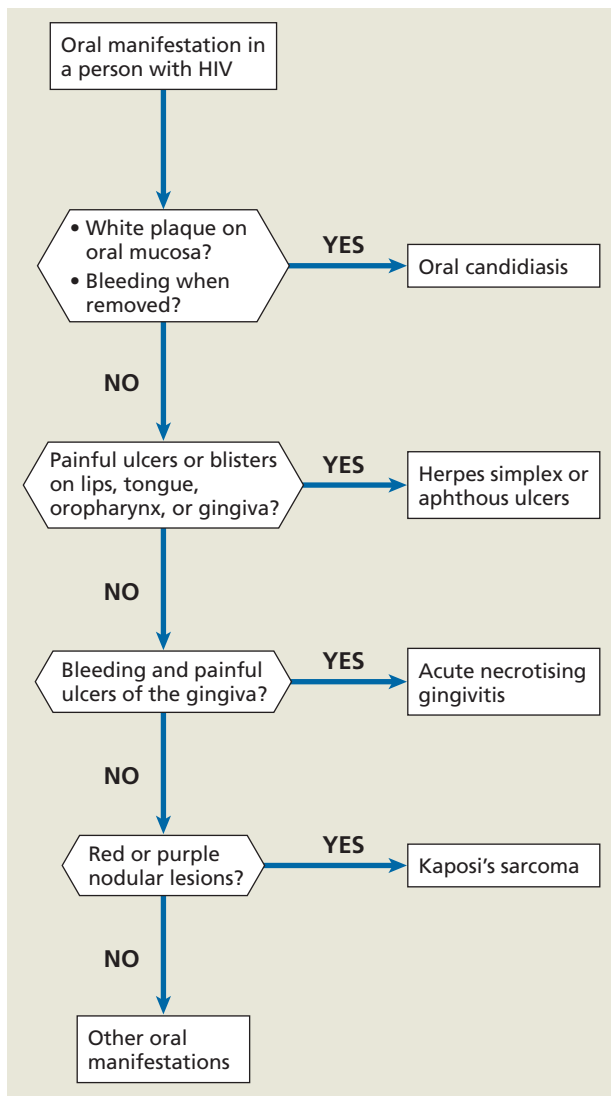 Oral manifestation in
a person with HIV
• White plaque on
oral mucosa?
• Bleeding when
removed?
YES
Oral candidiasis
NO
Painful ulcers or blisters
on lips, tongue,
oropharynx, or gingiva?
YES
Herpes simplex or
aphthous ulcers
NO
Bleeding and painful
ulcers of the gingiva?
YES
Acute necrotising
gingivitis
NO
Red or purple
nodular lesions?
YES
Kaposi's sarcoma
NO
Other oral
manifestations